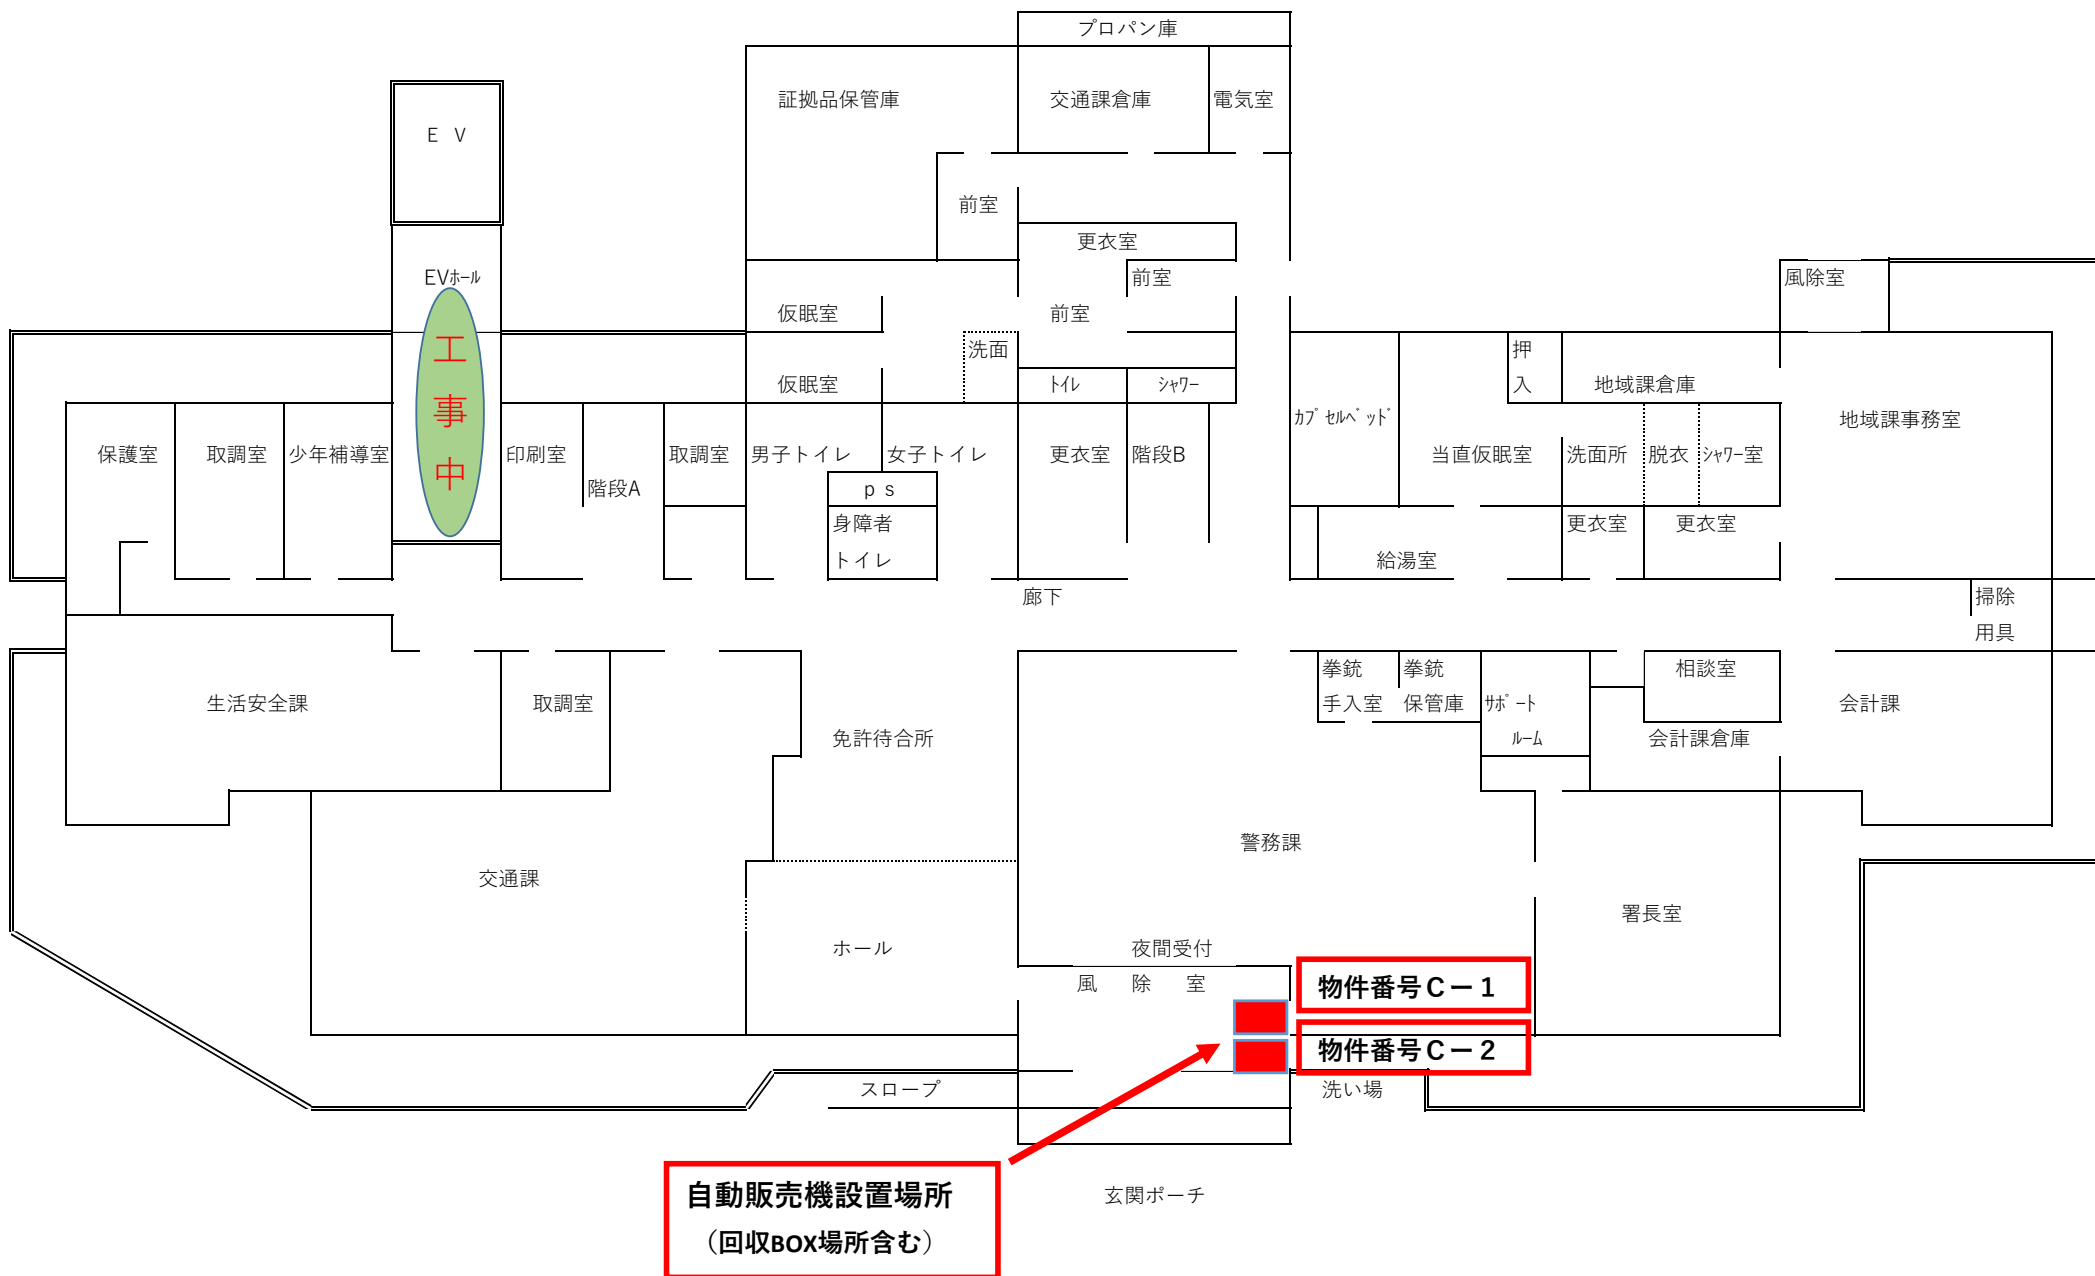 プロパン庫
証拠品保管庫
交通課倉庫
電気室
Ｅ Ｖ
前室
更衣室
EVﾎｰﾙ
前室
風除室
仮眠室
前室
工
事
中
洗面
押
入
仮眠室
ﾄｲﾚ
ｼｬﾜｰ
地域課倉庫
ｶﾌﾟｾﾙﾍﾞｯﾄﾞ
地域課事務室
保護室
取調室
少年補導室
印刷室
取調室
男子トイレ
女子トイレ
更衣室
階段B
当直仮眠室
洗面所
脱衣
ｼｬﾜｰ室
階段A
ｐｓ
身障者
トイレ
更衣室
更衣室
給湯室
廊下
掃除
用具
生活安全課
取調室
免許待合所
拳銃
手入室
拳銃
保管庫
ｻﾎﾟｰﾄ
ﾙｰﾑ
相談室
会計課倉庫
会計課
警務課
交通課
署長室
ホール
夜間受付
風 除 室
物件番号Ｃー１
物件番号Ｃー２
スロープ
洗い場
自動販売機設置場所
（回収BOX場所含む）
玄関ポーチ